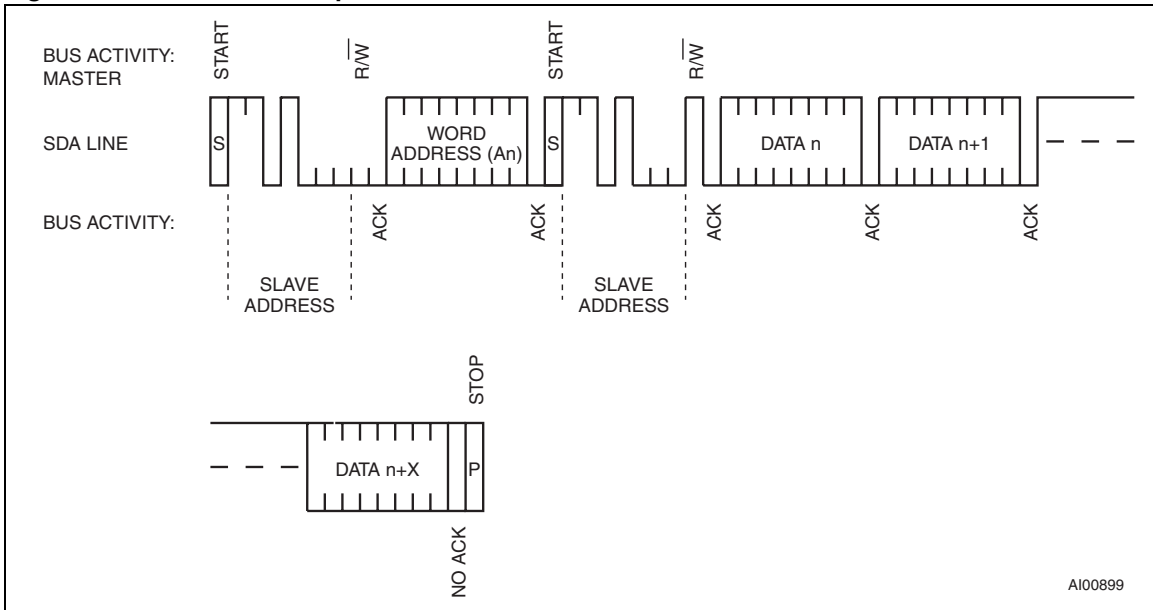 START
R/W
START
R/W
BUS ACTIVITY:
MASTER
SDA LINE
S
WORD
ADDRESS (An)
S
DATA n
DATA n+1
BUS ACTIVITY:
ACK
ACK
ACK
ACK
ACK
SLAVE
ADDRESS
SLAVE
ADDRESS
STOP
DATA n+X
P
NO ACK
AI00899